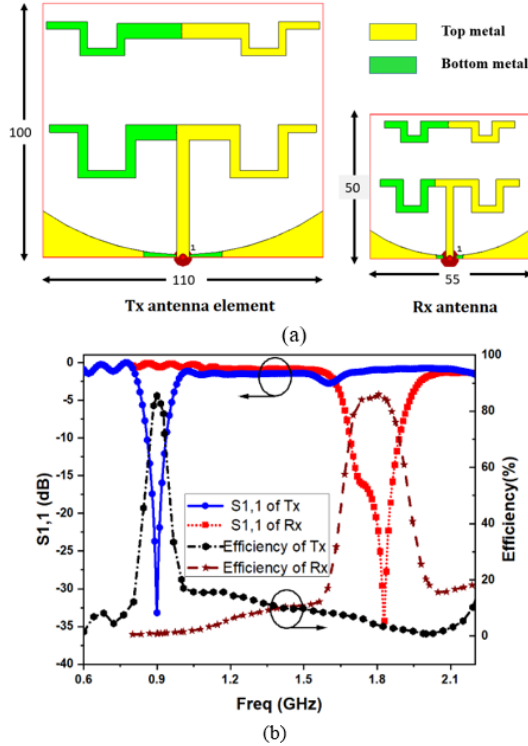 Top metal
Bottom metal
100
50
1
1
110
55
Tx antenna element
Rx antenna
(a)
0
-5
-10
-15
-20
-25
-30
-35
-40
S1,1 (dB)
100
80
60
40
20
0
Efficiency(%)
S1,1 of Tx
S1,1 of Rx
Efficiency of Tx
Efficiency of Rx
0.6
0.9
1.2
1.5
1.8
2.1
Freq (GHz)
(b)